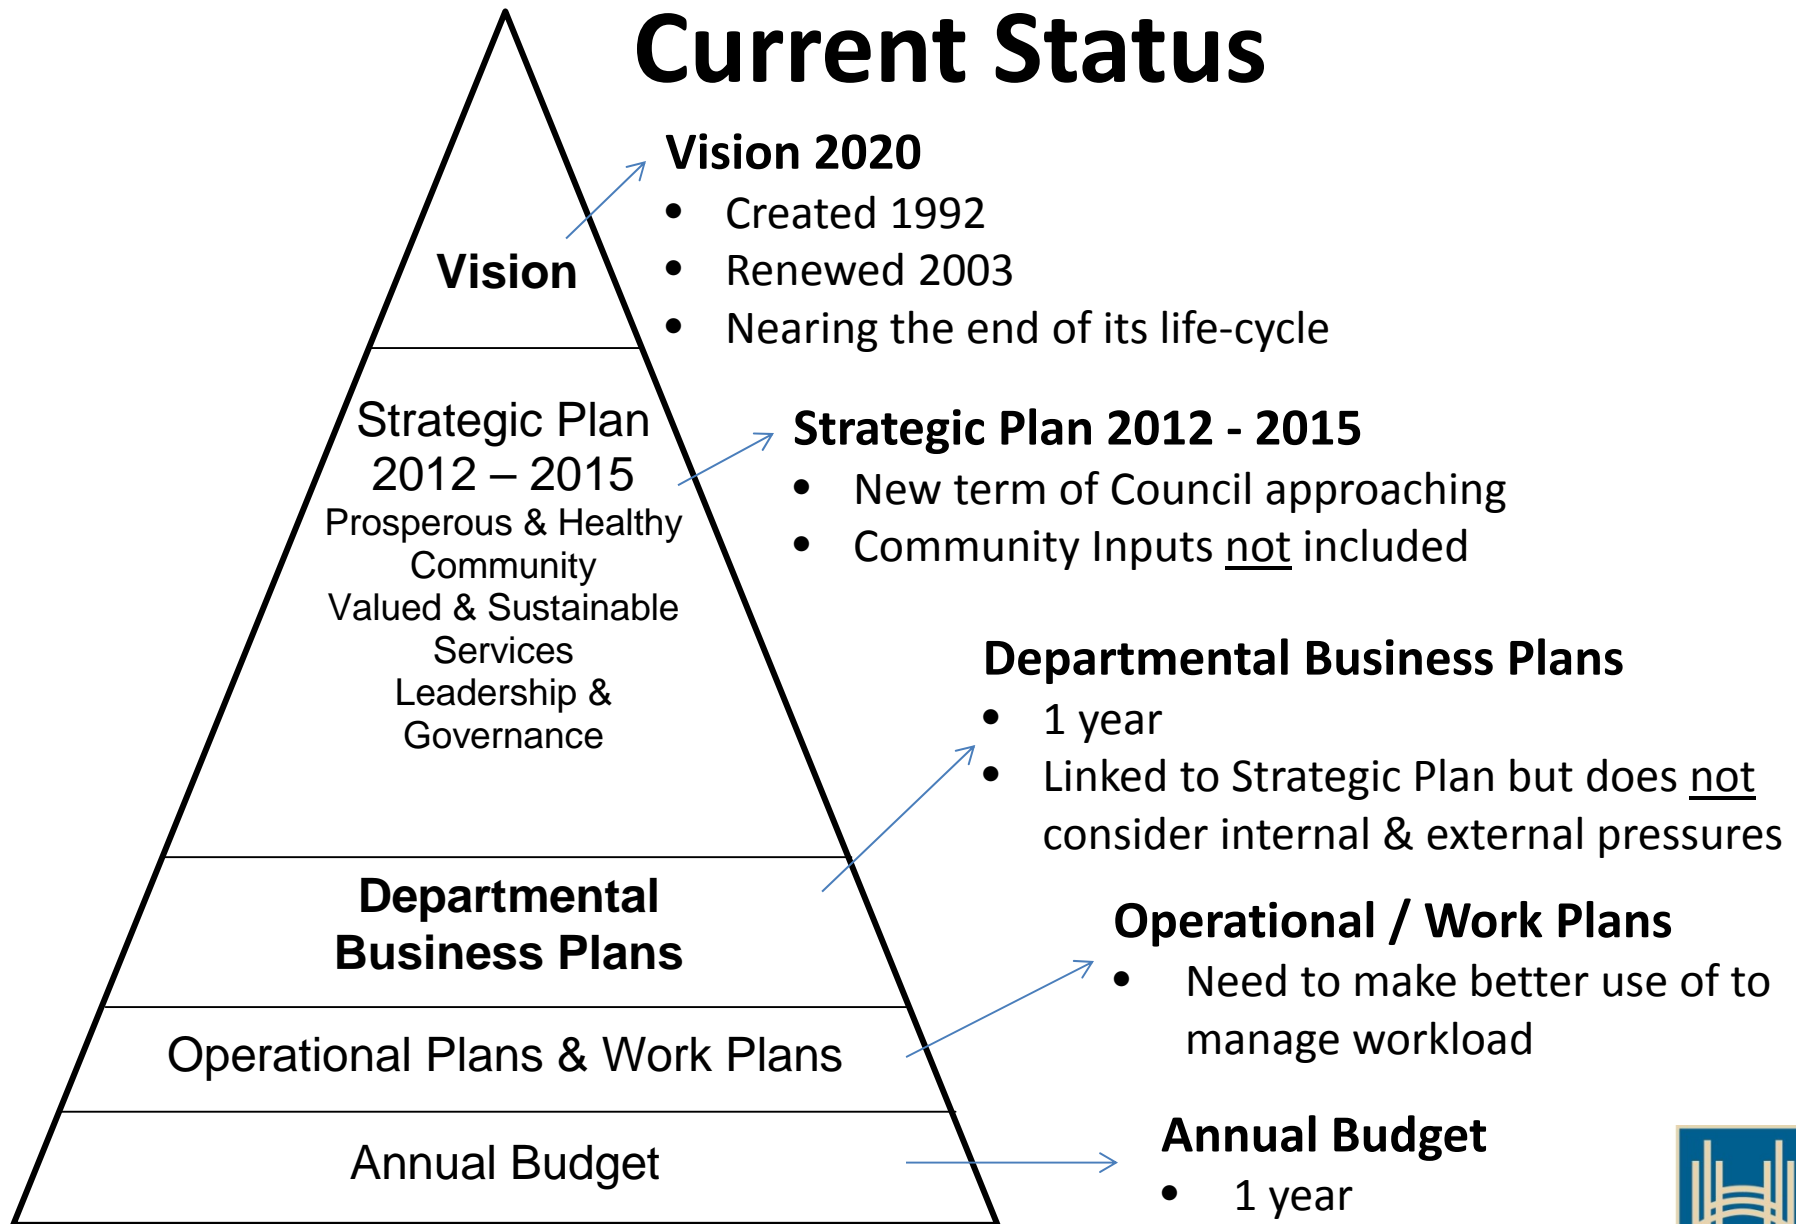 Current Status
Vision 2020
• Created 1992
• Renewed 2003
• Nearing the end of its life-cycle
Vision
Strategic Plan
2012 – 2015
Prosperous & Healthy
Community
Valued & Sustainable
Services
Leadership &
Governance
Strategic Plan 2012 - 2015
• New term of Council approaching
• Community Inputs not included
Departmental Business Plans
• 1 year
• Linked to Strategic Plan but does not
consider internal & external pressures
Departmental
Business Plans
Operational / Work Plans
• Need to make better use of to
manage workload
Operational Plans & Work Plans
Annual Budget
Annual Budget
• 1 year